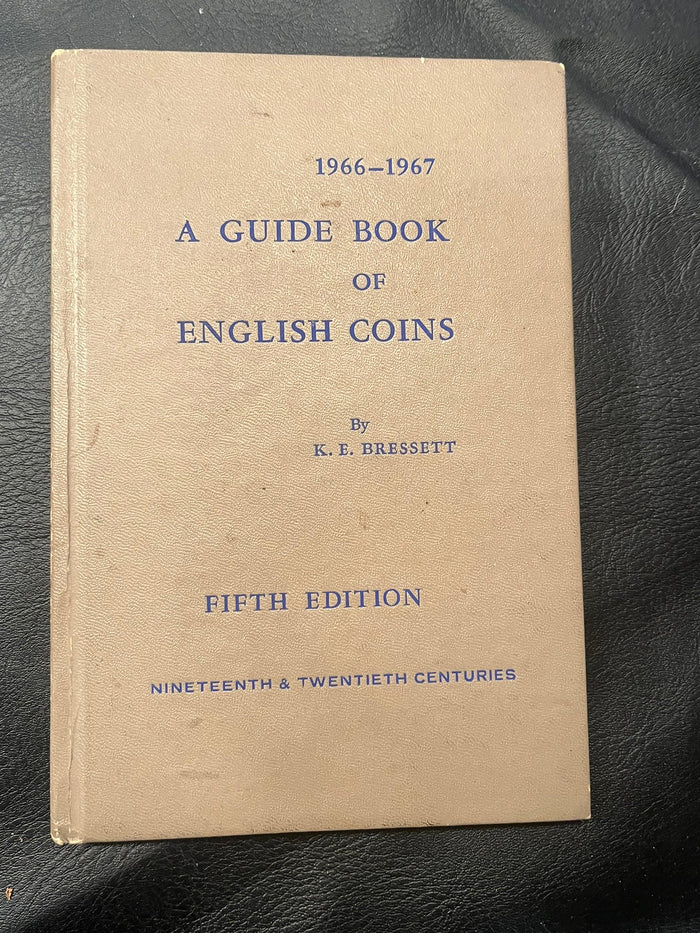 1966–1967
A GUIDE BOOK
OF
ENGLISH COINS
By
K. E. BRESSETT
FIFTH EDITION
NINETEENTH & TWENTIETH CENTURIES